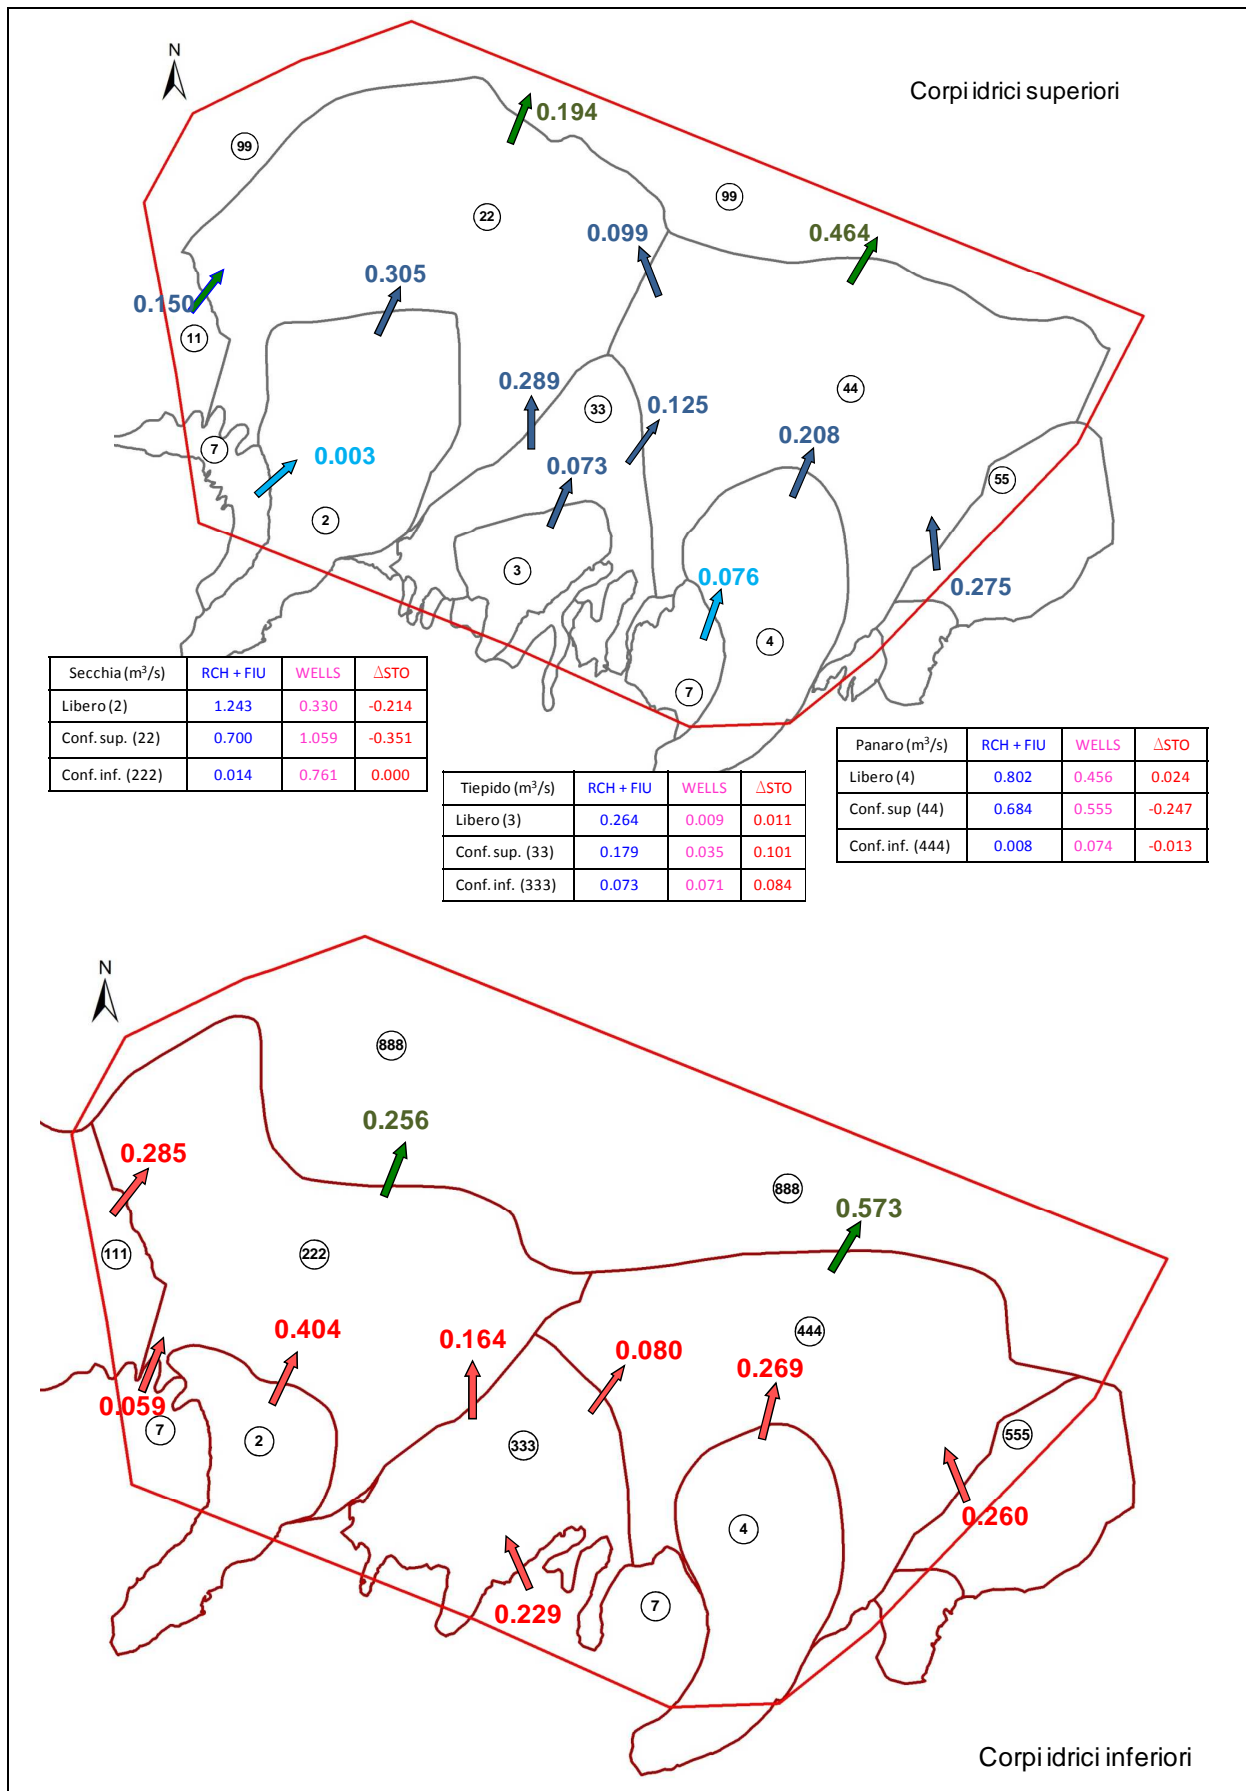 N
Corpi idrici superiori
0.194
99
99
22
0.099
0.464
0.305
0.150
11
0.289
33
44
0.125
7
0.003
0.208
0.073
55
2
3
0.076
0.275
4
7
Secchia (m³/s) RCH + FIU WELLS ΔSTO
Libero (2) 1.243 0.330 -0.214
Conf. sup. (22) 0.700 1.059 -0.351
Conf. inf. (222) 0.014 0.761 0.000
Tiepido (m³/s) RCH + FIU WELLS ΔSTO
Libero (3) 0.264 0.009 0.011
Conf. sup. (33) 0.179 0.035 0.101
Conf. inf. (333) 0.073 0.071 0.084
Panaro (m³/s) RCH + FIU WELLS ΔSTO
Libero (4) 0.802 0.456 0.024
Conf. sup (44) 0.684 0.555 -0.247
Conf. inf. (444) 0.008 0.074 -0.013
N
888
0.256
0.285
888
0.573
111
222
0.404
0.164
0.080
444
0.269
0.059
7
2
333
555
0.260
4
0.229
7
Corpi idrici inferiori